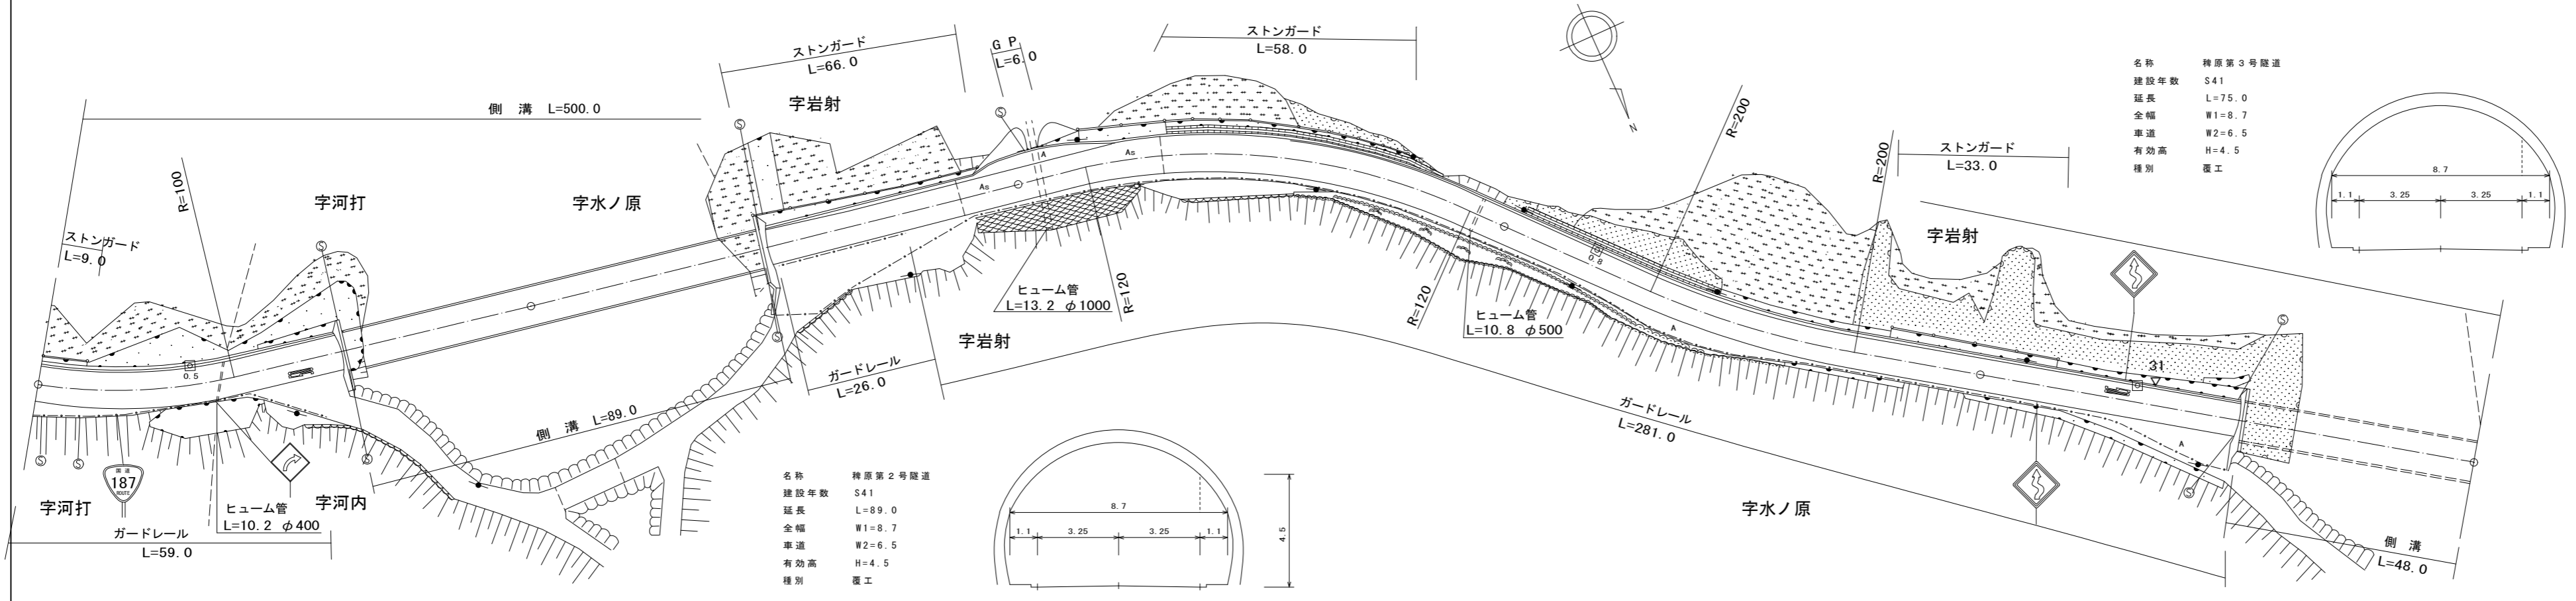 ストンガード
L=66.0
G P
L=6.0
ストンガード
L=58.0
側 溝 L=500.0
字岩射
R=100
字河打
字水ノ原
ストンガード
L=9.0
As
A
As
R=200
R=200
ストンガード
L=33.0
字岩射
N
名称 稗原第3号隧道
建設年数 S41
延長 L=75.0
全幅 W1=8.7
車道 W2=6.5
有効高 H=4.5
種別 覆工
8.7
1.1 3.25 3.25 1.1
0.5
0.8
ヒューム管
L=13.2 φ1000
R=120
R=120
ヒューム管
L=10.8 φ500
A
31
字岩射
ガードレール
L=26.0
側 溝 L=89.0
ガードレール
L=281.0
A
国道
187
ROUTE
字河打
ヒューム管
L=10.2 φ400
字河内
ガードレール
L=59.0
名称 稗原第2号隧道
建設年数 S41
延長 L=89.0
全幅 W1=8.7
車道 W2=6.5
有効高 H=4.5
種別 覆工
8.7
1.1 3.25 3.25 1.1
4.5
字水ノ原
側 溝
L=48.0
S
S
S
S
S
S
S
S
S